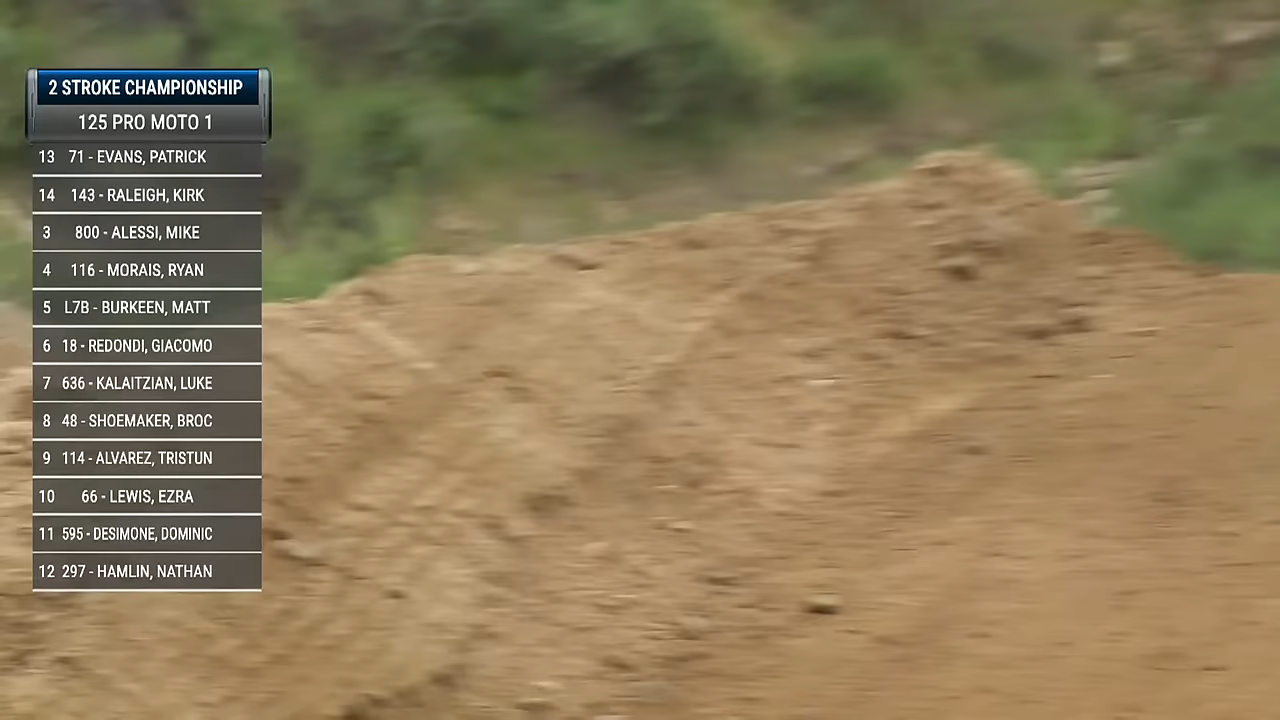 2 STROKE CHAMPIONSHIP
125 PRO MOTO 1
13 71 - EVANS, PATRICK
14 143 - RALEIGH, KIRK
3 800 - ALESSI, MIKE
4 116 - MORAIS, RYAN
5 L7B - BURKEEN, MATT
6 18 - REDONDI, GIACOMO
7 636 - KALAITZIAN, LUKE
8 48 - SHOEMAKER, BROC
9 114 - ALVAREZ, TRISTUN
10 66 - LEWIS, EZRA
11 595 - DESIMONE, DOMINIC
12 297 - HAMLIN, NATHAN